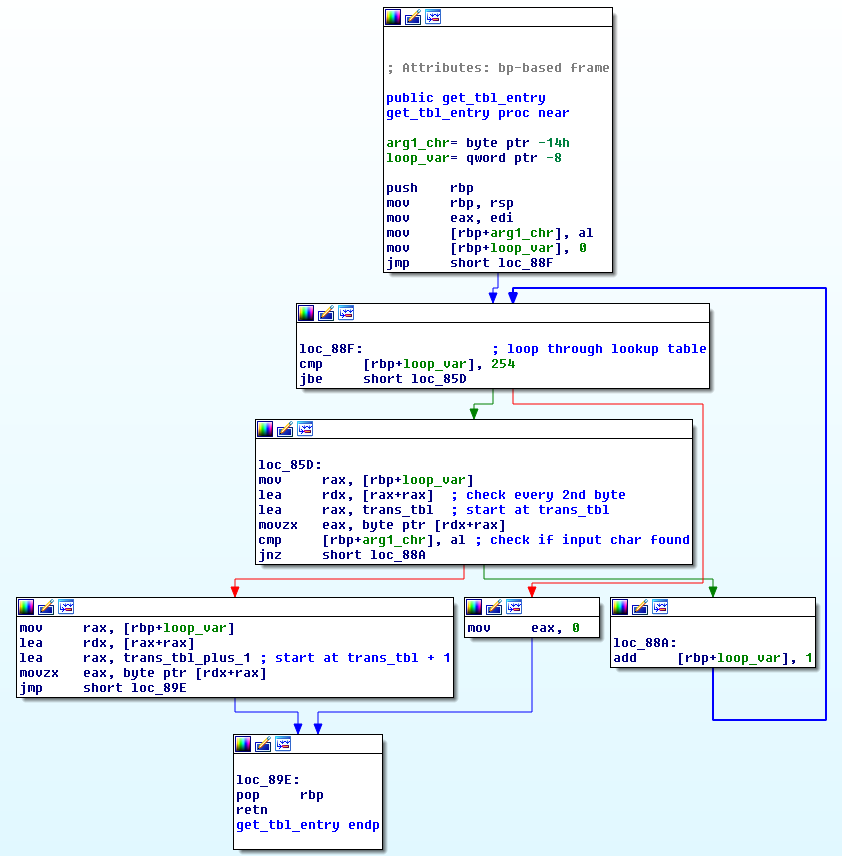 ; Attributes: bp-based frame
public get_tbl_entry
get_tbl_entry proc near
arg1_chr= byte ptr -14h
loop_var= qword ptr -8
push    rbp
mov     rbp, rsp
mov     eax, edi
mov     [rbp+arg1_chr], al
mov     [rbp+loop_var], 0
jmp     short loc_88F
loc_88F:                ; loop through lookup table
cmp     [rbp+loop_var], 254
jbe     short loc_85D
loc_85D:
mov     rax, [rbp+loop_var]
lea     rdx, [rax+rax]  ; check every 2nd byte
lea     rax, trans_tbl  ; start at trans_tbl
movzx   eax, byte ptr [rdx+rax]
cmp     [rbp+arg1_chr], al ; check if input char found
jnz     short loc_88A
mov     rax, [rbp+loop_var]
lea     rdx, [rax+rax]
lea     rax, trans_tbl_plus_1 ; start at trans_tbl + 1
movzx   eax, byte ptr [rdx+rax]
jmp     short loc_89E
mov     eax, 0
loc_88A:
add     [rbp+loop_var], 1
loc_89E:
pop     rbp
retn
get_tbl_entry endp